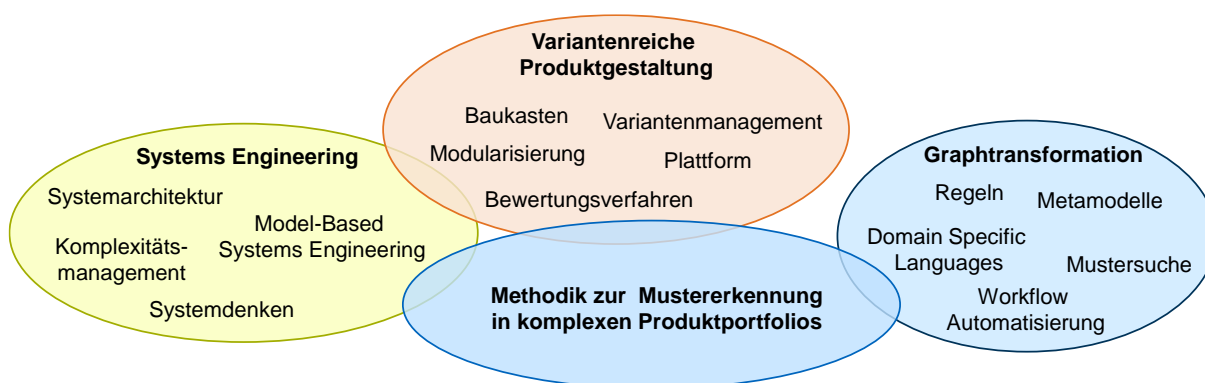 Variantenreiche
Produktgestaltung
Baukasten
Variantenmanagement
Modularisierung
Plattform
Bewertungsverfahren
Systems Engineering
Systemarchitektur
Model-Based
Systems Engineering
Komplexitäts-
management
Systemdenken
Graphtransformation
Regeln
Metamodelle
Domain Specific
Languages
Mustersuche
Workflow
Automatisierung
Methodik zur Mustererkennung
in komplexen Produktportfolios